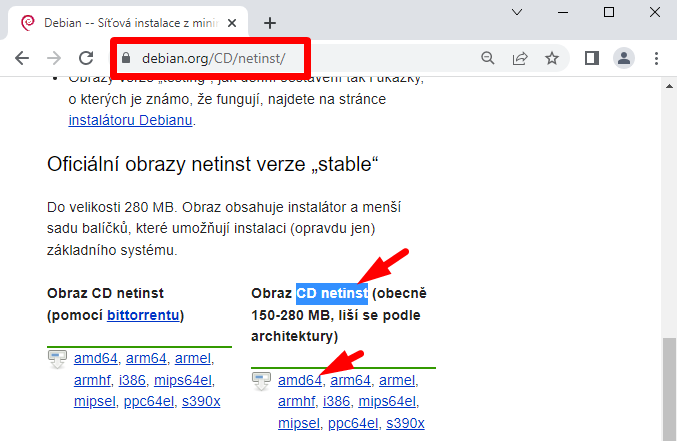 Debian -- Síťová instalace z mini
debian.org/CD/netinst/
Obrazy verze „testing“, jak denní sestavení tak i ukázky,
o kterých je známo, že fungují, najdete na stránce
instalátoru Debianu.
Oficiální obrazy netinst verze „stable“
Do velikosti 280 MB. Obraz obsahuje instalátor a menší
sadu balíčků, které umožňují instalaci (opravdu jen)
základního systému.
Obraz CD netinst
(pomocí bittorrentu)
amd64, arm64, armel,
armhf, i386, mips64el,
mipsel, ppc64el, s390x
Obraz CD netinst (obecně
150-280 MB, liší se podle
architektury)
amd64, arm64, armel,
armhf, i386, mips64el,
mipsel, ppc64el, s390x